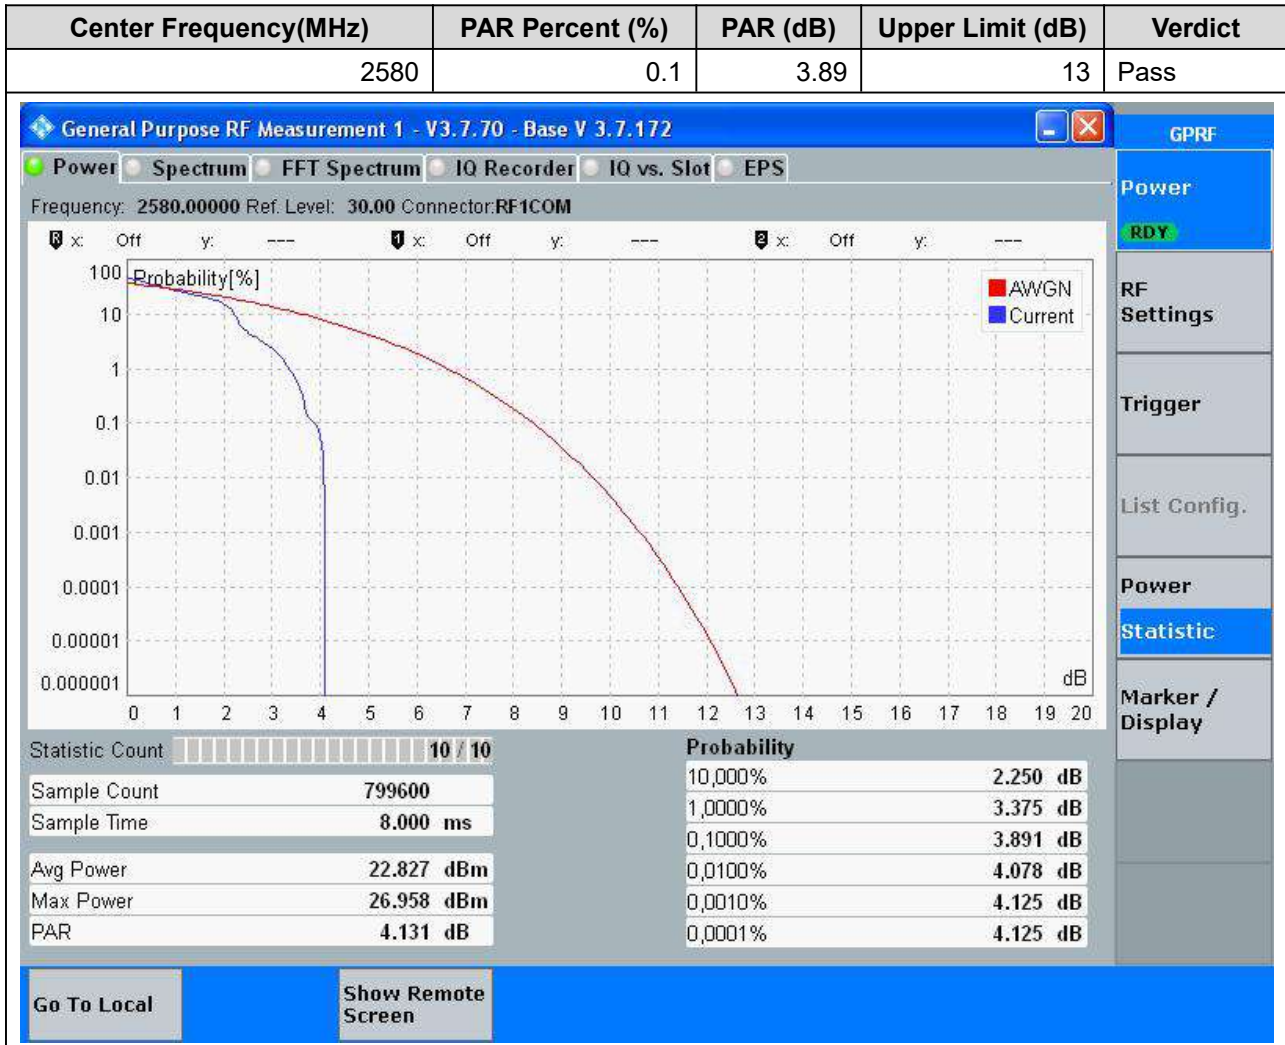 Center Frequency(MHz) PAR Percent (%) PAR (dB) Upper Limit (dB) Verdict
2580 0.1 3.89 13 Pass
General Purpose RF Measurement 1 - V3.7.70 - Base V 3.7.172
GPRF
Power Spectrum FFT Spectrum IQ Recorder IQ vs. Slot EPS
Power
RDY
Frequency: 2580.00000 Ref. Level: 30.00 Connector:RF1COM
R x: Off y: --- 1 x: Off y: --- 2 x: Off y: ---
Probability[%]
AWGN
Current
100
10
1
0.1
0.01
0.001
0.0001
0.00001
0.000001
dB
0 1 2 3 4 5 6 7 8 9 10 11 12 13 14 15 16 17 18 19 20
RF
Settings
Trigger
List Config.
Power
Statistic
Marker /
Display
Statistic Count 10 / 10
Sample Count 799600
Sample Time 8.000 ms
Avg Power 22.827 dBm
Max Power 26.958 dBm
PAR 4.131 dB
Probability
10,000% 2.250 dB
1,0000% 3.375 dB
0,1000% 3.891 dB
0,0100% 4.078 dB
0,0010% 4.125 dB
0,0001% 4.125 dB
Go To Local
Show Remote
Screen